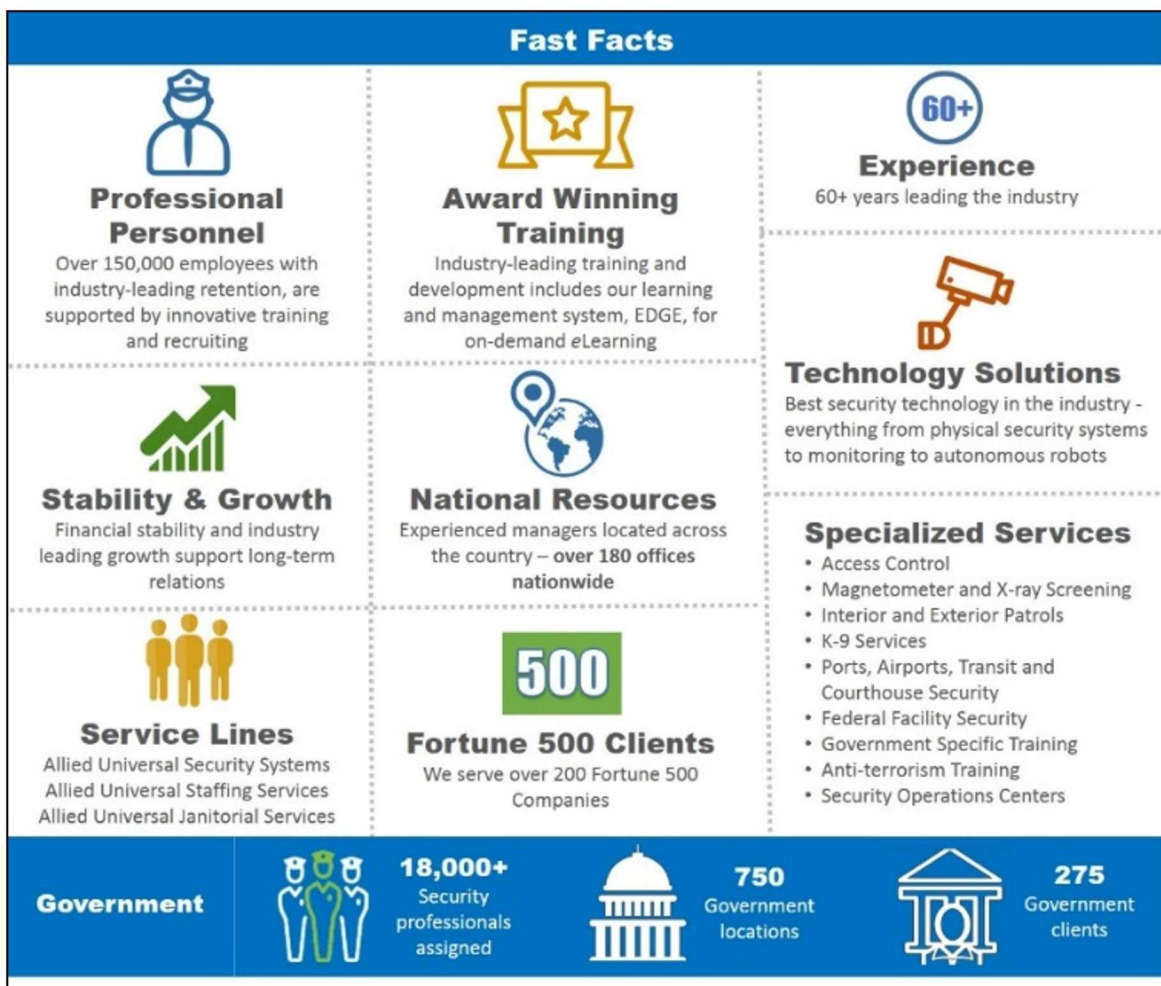 Fast Facts
Professional
Personnel
Over 150,000 employees with
industry-leading retention, are
supported by innovative training
and recruiting
Award Winning
Training
Industry-leading training and
development includes our learning
and management system, EDGE, for
on-demand eLearning
60+
Experience
60+ years leading the industry
Technology Solutions
Best security technology in the industry -
everything from physical security systems
to monitoring to autonomous robots
Stability & Growth
Financial stability and industry
leading growth support long-term
relations
National Resources
Experienced managers located across
the country – over 180 offices
nationwide
Specialized Services
• Access Control
• Magnetometer and X-ray Screening
• Interior and Exterior Patrols
• K-9 Services
• Ports, Airports, Transit and
Courthouse Security
• Federal Facility Security
• Government Specific Training
• Anti-terrorism Training
• Security Operations Centers
Service Lines
Allied Universal Security Systems
Allied Universal Staffing Services
Allied Universal Janitorial Services
500
Fortune 500 Clients
We serve over 200 Fortune 500
Companies
Government
18,000+
Security
professionals
assigned
750
Government
locations
275
Government
clients